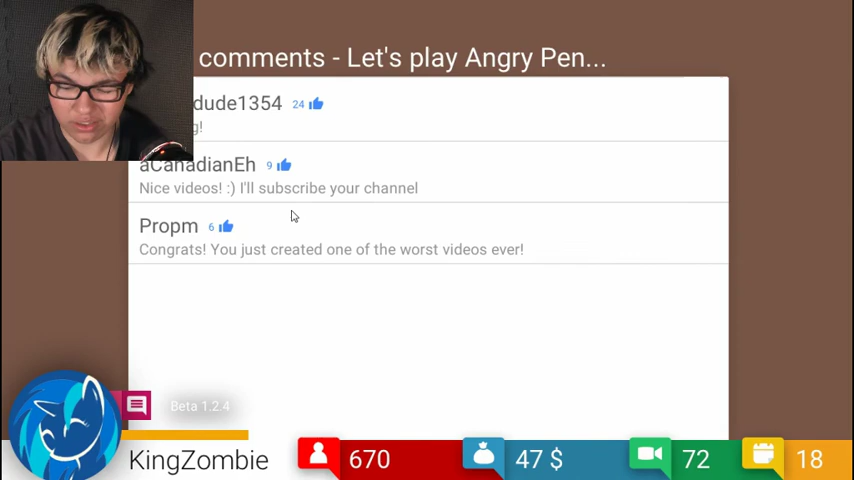 comments - Let's play Angry Pen...
dude1354 24
g!
aCanadianEh 9
Nice videos! :) I'll subscribe your channel
Propm 6
Congrats! You just created one of the worst videos ever!
Beta 1.2.4
KingZombie 670 47 $ 72 18